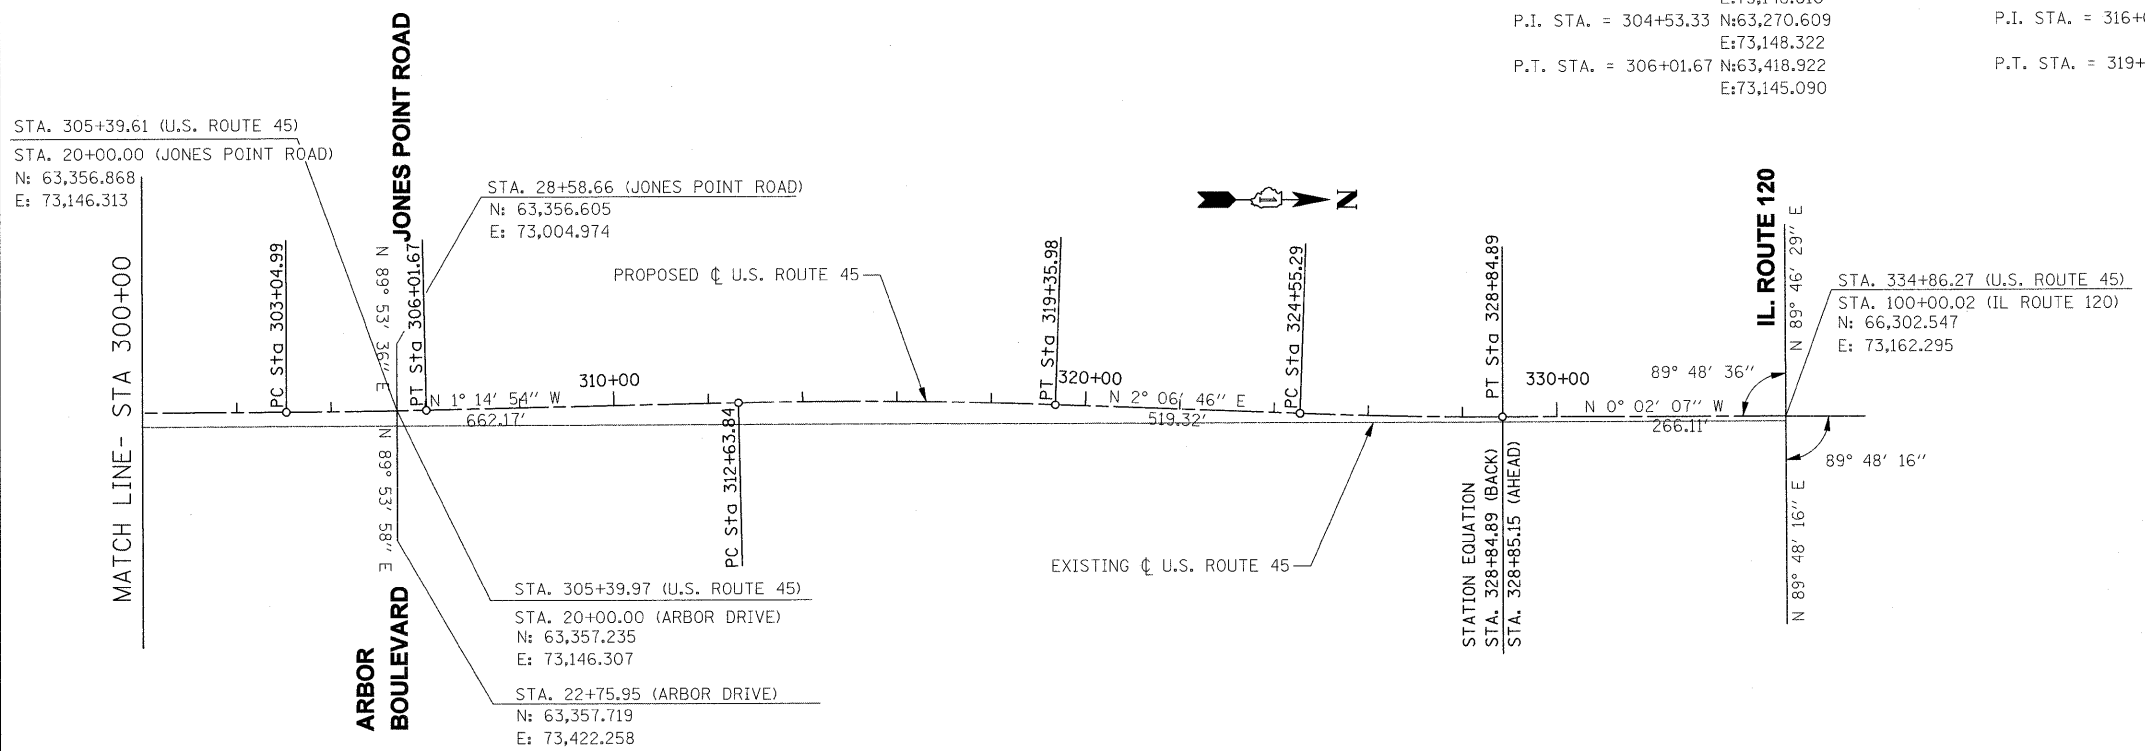 P.I. STA. = 304+53.33 N:63,270.609
E:73,148.322
P.T. STA. = 306+01.67 N:63,418.922
E:73,145.090
P.I. STA. = 316+
P.T. STA. = 319+
STA. 305+39.61 (U.S. ROUTE 45)
STA. 20+00.00 (JONES POINT ROAD)
N: 63,356.868
E: 73,146.313
JONES POINT ROAD
STA. 28+58.66 (JONES POINT ROAD)
N: 63,356.605
E: 73,004.974
MATCH LINE- STA 300+00
PC Sta 303+04.99
N 89° 53' 36" E
PT Sta 306+01.67
N 1° 14' 54" W
662.17'
310+00
PROPOSED ℄ U.S. ROUTE 45
PC Sta 312+63.84
N
PT Sta 319+35.98
320+00
N 2° 06' 46" E
519.32'
PC Sta 324+55.29
PT Sta 328+84.89
330+00
N 0° 02' 07" W
266.11'
89° 48' 36"
IL. ROUTE 120
N 89° 46' 29" E
STA. 334+86.27 (U.S. ROUTE 45)
STA. 100+00.02 (IL ROUTE 120)
N: 66,302.547
E: 73,162.295
89° 48' 16"
N 89° 48' 16" E
N 89° 53' 58" E
ARBOR
BOULEVARD
STA. 305+39.97 (U.S. ROUTE 45)
STA. 20+00.00 (ARBOR DRIVE)
N: 63,357.235
E: 73,146.307
STA. 22+75.95 (ARBOR DRIVE)
N: 63,357.719
E: 73,422.258
EXISTING ℄ U.S. ROUTE 45
STATION EQUATION
STA. 328+84.89 (BACK)
STA. 328+85.15 (AHEAD)